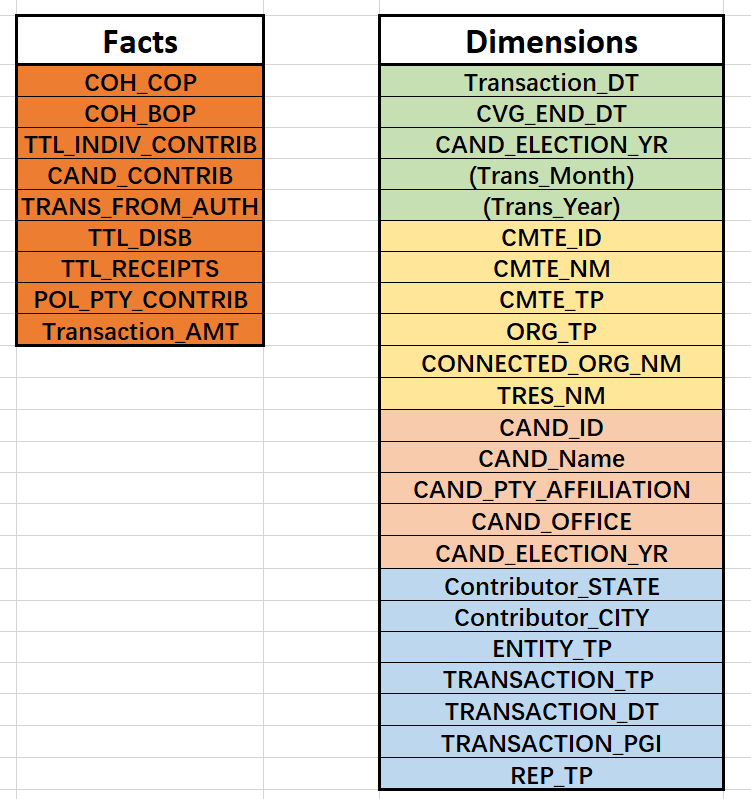 Facts
COH_COP
COH_BOP
TTL_INDIV_CONTRIB
CAND_CONTRIB
TRANS_FROM_AUTH
TTL_DISB
TTL_RECEIPTS
POL_PTY_CONTRIB
Transaction_AMT
Dimensions
Transaction_DT
CVG_END_DT
CAND_ELECTION_YR
(Trans_Month)
(Trans_Year)
CMTE_ID
CMTE_NM
CMTE_TP
ORG_TP
CONNECTED_ORG_NM
TRES_NM
CAND_ID
CAND_Name
CAND_PTY_AFFILIATION
CAND_OFFICE
CAND_ELECTION_YR
Contributor_STATE
Contributor_CITY
ENTITY_TP
TRANSACTION_TP
TRANSACTION_DT
TRANSACTION_PGI
REP_TP